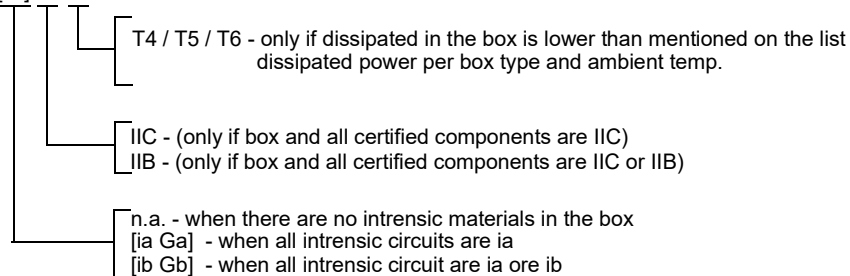 T4 / T5 / T6 - only if dissipated in the box is lower than mentioned on the list
dissipated power per box type and ambient temp.
IIC - (only if box and all certified components are IIC)
IIB - (only if box and all certified components are IIC or IIB)
n.a. - when there are no intrensic materials in the box
[ia Ga] - when all intrensic circuits are ia
[ib Gb] - when all intrensic circuit are ia ore ib